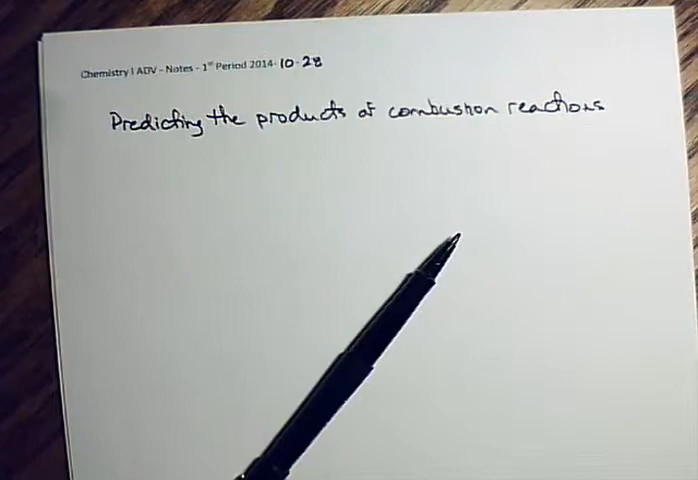 Chemistry I ADV - Notes - 1st Period 2014- 10-28
Predicting the products of combustion reactions